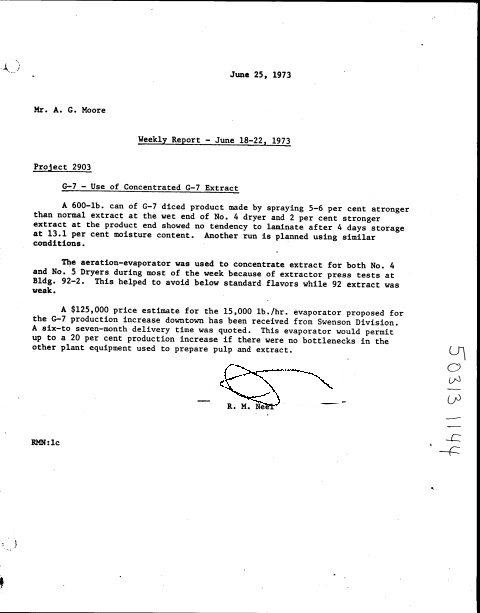 June 25, 1973
Mr. A. G. Moore
Weekly Report - June 18-22, 1973
Project 2903
G-7 - Use of Concentrated G-7 Extract
A 600-lb. can of G-7 diced product made by spraying 5-6 per cent stronger
than normal extract at the wet end of No. 4 dryer and 2 per cent stronger
extract at the product end showed no tendency to laminate after 4 days storage
at 13.1 per cent moisture content. Another run is planned using similar
conditions.
The aeration-evaporator was used to concentrate extract for both No. 4
and No. 5 Dryers during most of the week because of extractor press tests at
Bldg. 92-2. This helped to avoid below standard flavors while 92 extract was
weak.
A $125,000 price estimate for the 15,000 lb./hr. evaporator proposed for
the G-7 production increase downtown has been received from Swenson Division.
A six-to seven-month delivery time was quoted. This evaporator would permit
up to a 20 per cent production increase if there were no bottlenecks in the
other plant equipment used to prepare pulp and extract.
R. M. Neel
RMN:lc
50313 1144